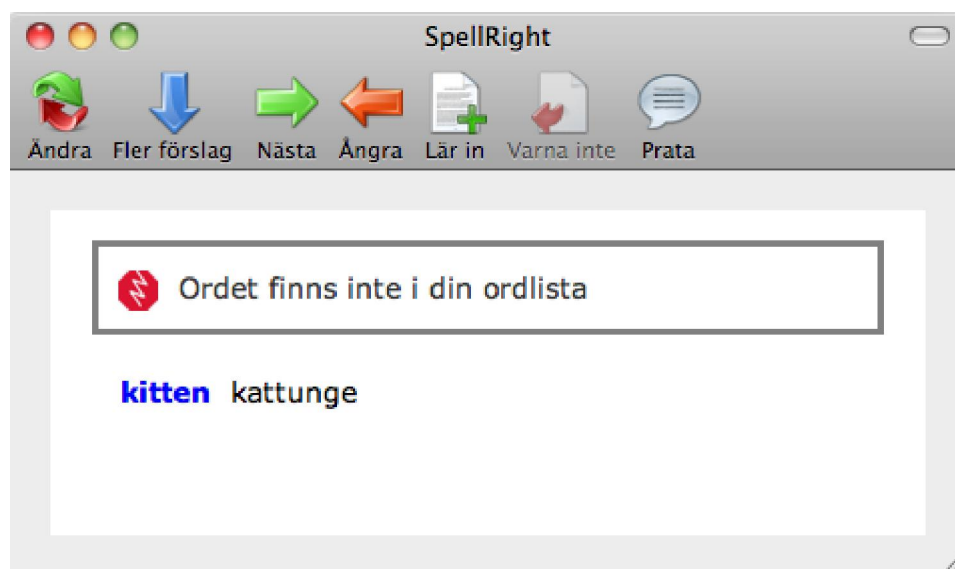 SpellRight
Ändra Fler förslag Nästa Ångra Lär in Varna inte Prata
Ordet finns inte i din ordlista
kitten kattunge